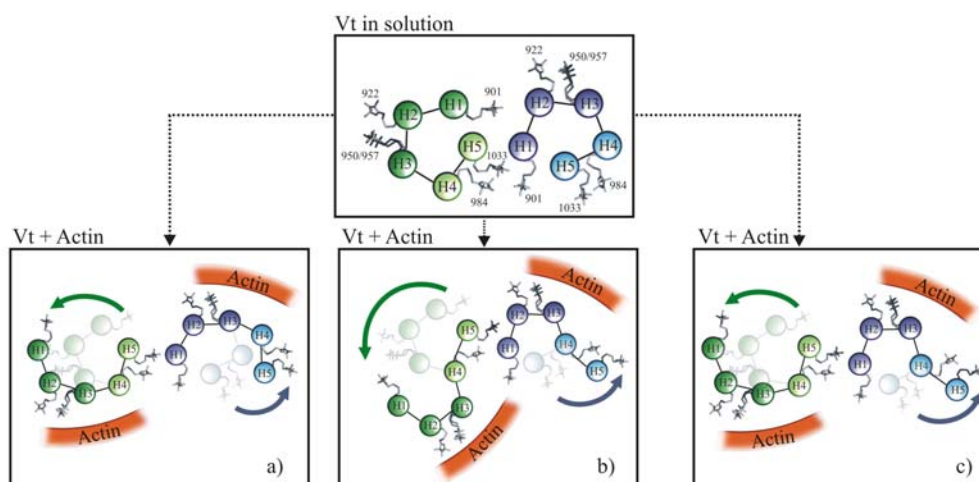 Vt in solution
922
950/957
922
901
H1
H2
H2
H3
H5
H1
H4
950/957
H3
1033
H5
H4
984
984
901
1033
Vt + Actin
Vt + Actin
Vt + Actin
Actin
H2
H3
H4
H1
H1
H5
H5
H2
H3
H4
Actin
a)
Actin
H5
H2
H3
H1
H4
H4
H5
H1
H3
H2
Actin
b)
Actin
H2
H3
H1
H5
H1
H4
H2
H4
H5
H3
Actin
c)